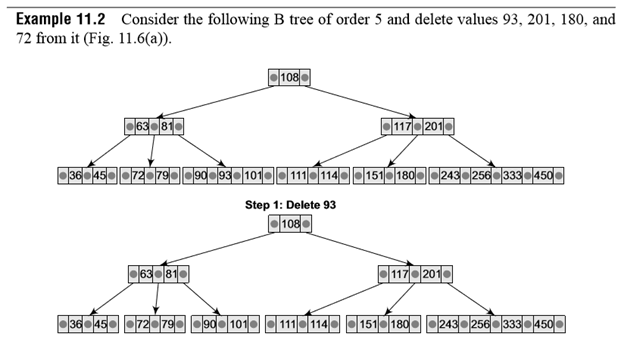 Example 11.2 Consider the following B tree of order 5 and delete values 93, 201, 180, and
72 from it (Fig. 11.6(a)).
108
63 81 117 201
36 45 72 79 90 93 101 111 114 151 180 243 256 333 450
Step 1: Delete 93
108
63 81 117 201
36 45 72 79 90 101 111 114 151 180 243 256 333 450